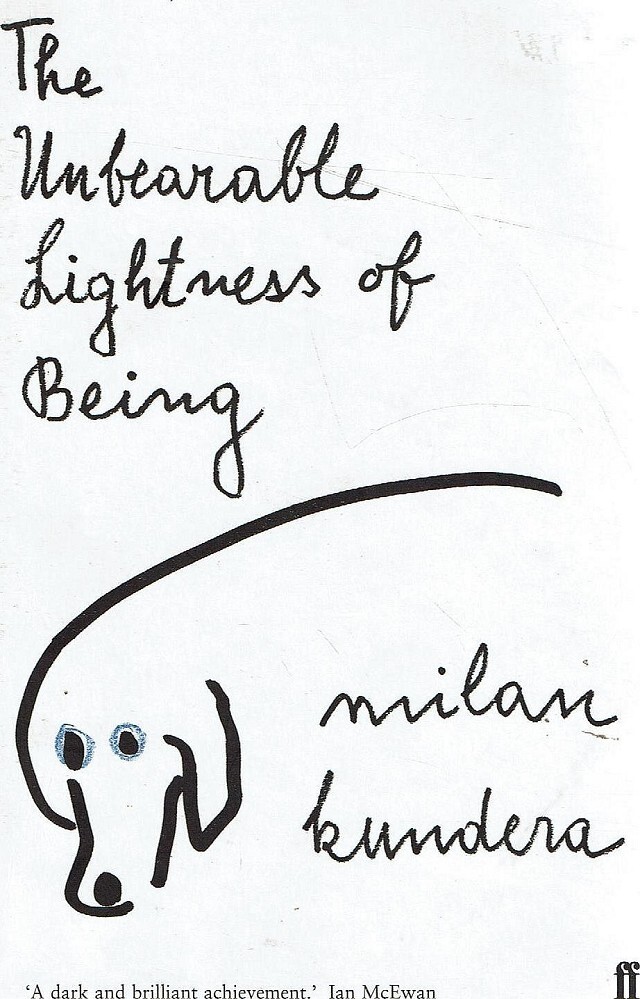 The
Unbearable
Lightness of
Being
milan
kundera
ff
'A dark and brilliant achievement.' Ian McEwan